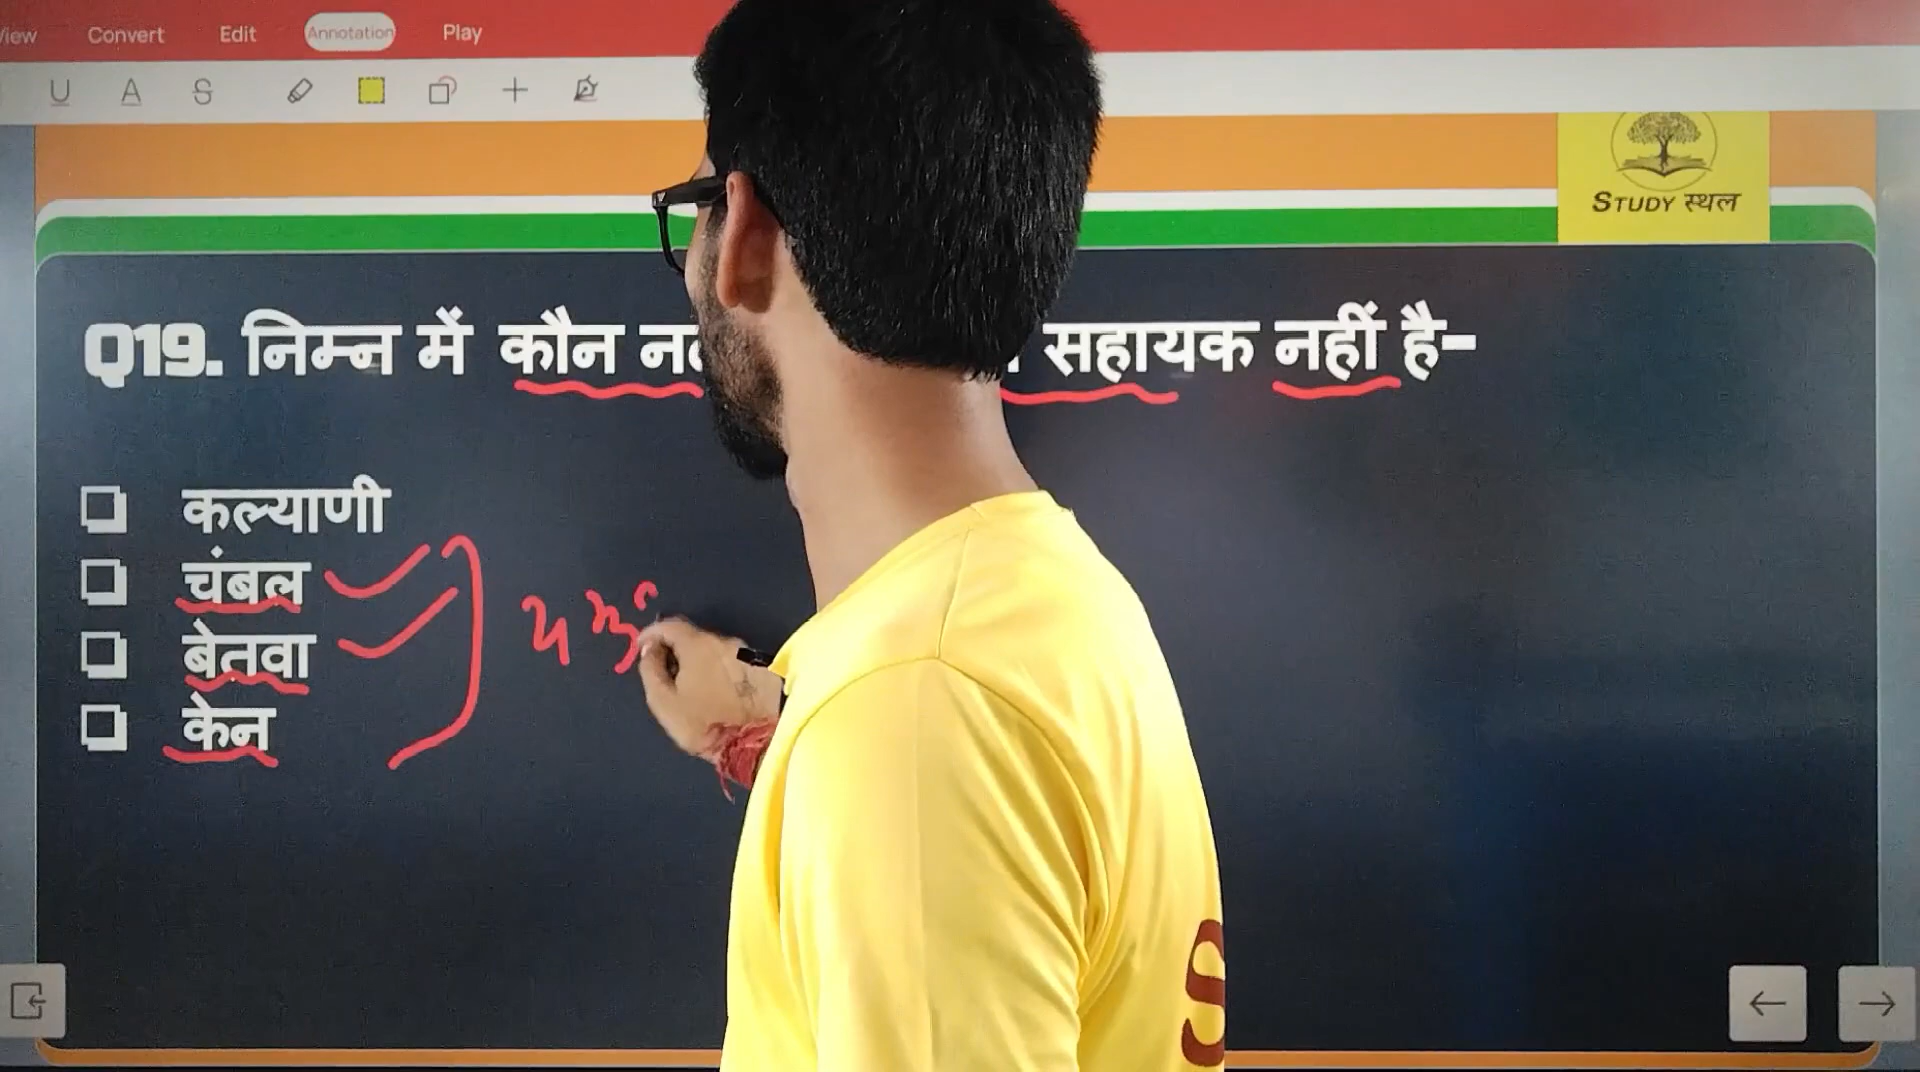 View Convert Edit Annotation Play
U A S
STUDY स्थल
Q19. निम्न में कौन सहायक नहीं है-
कल्याणी
चंबल
बेतवा
केन
S